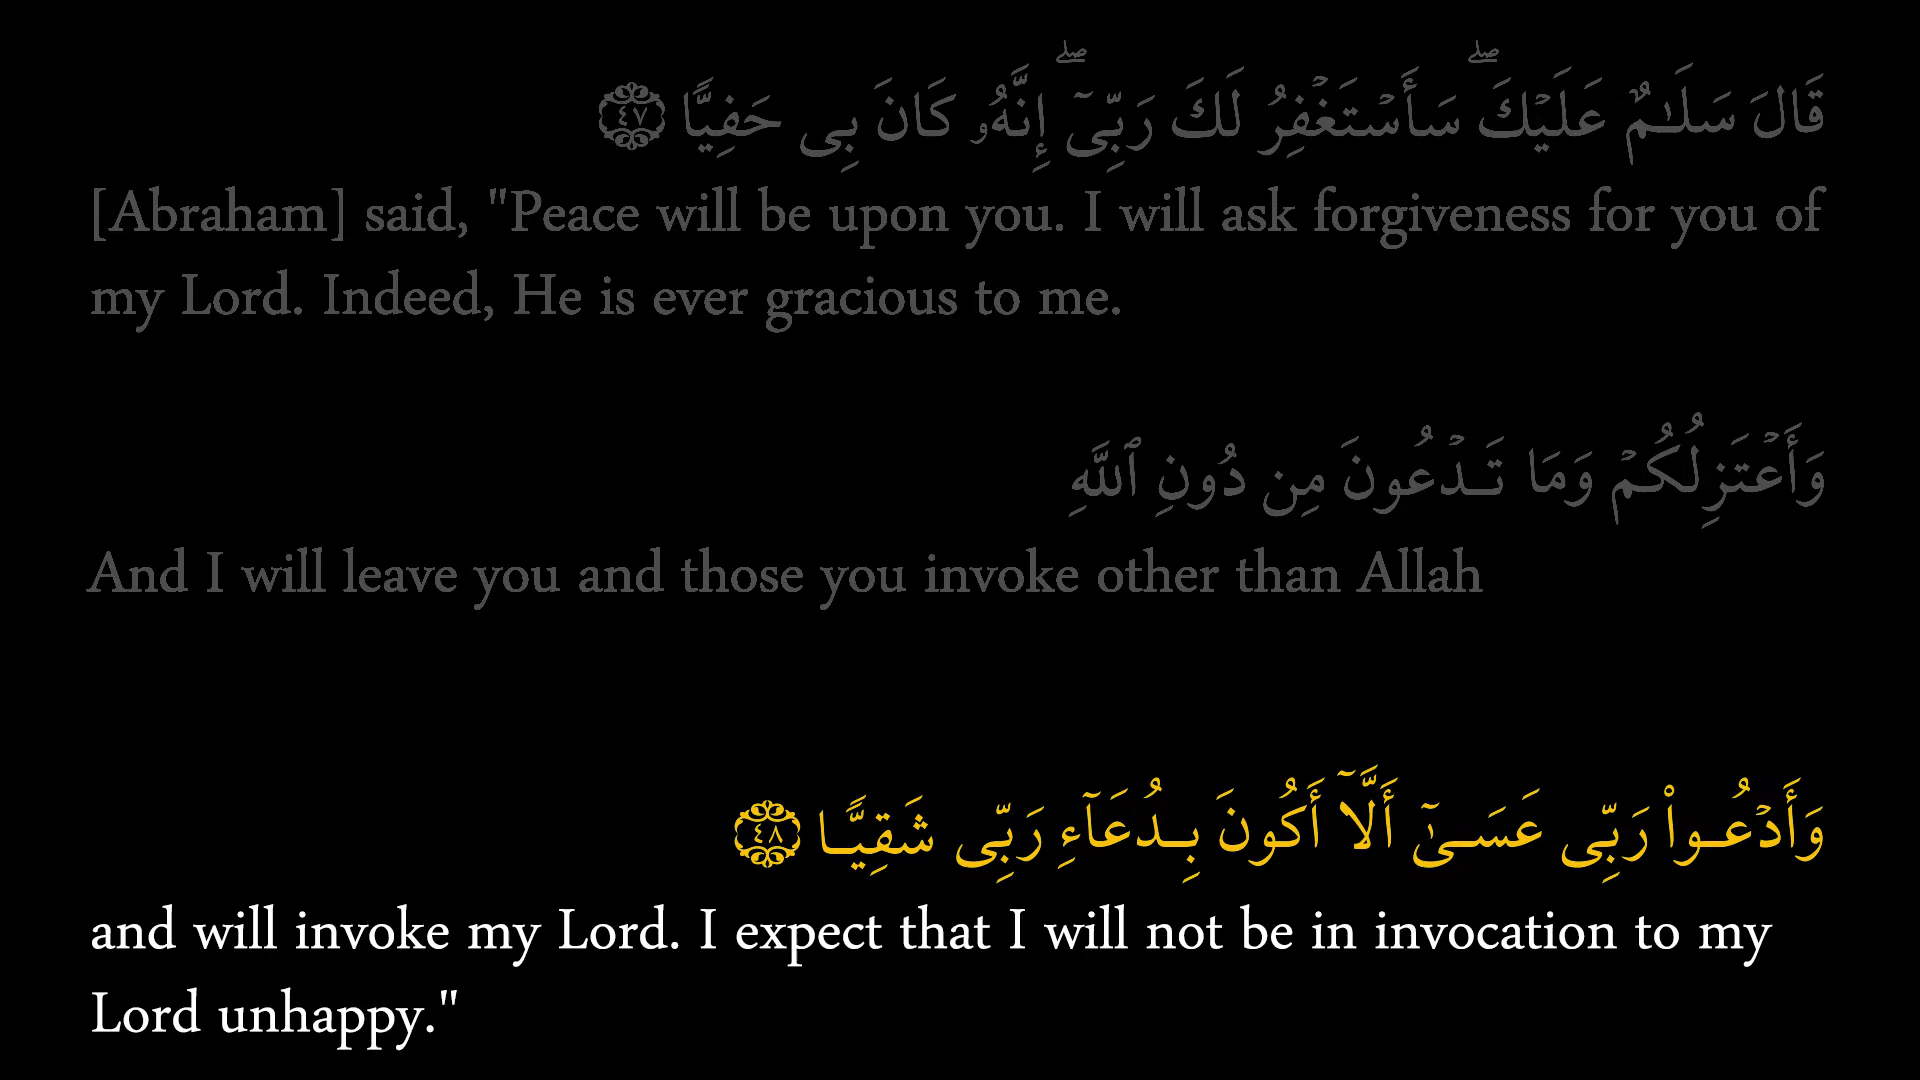 قَالَ سَلَـٰمٌ عَلَيْكَ ۖ سَأَسْتَغْفِرُ لَكَ رَبِّىٓ ۖ إِنَّهُۥ كَانَ بِى حَفِيًّا ٤٧
[Abraham] said, "Peace will be upon you. I will ask forgiveness for you of
my Lord. Indeed, He is ever gracious to me.
وَأَعْتَزِلُكُمْ وَمَا تَدْعُونَ مِن دُونِ ٱللَّهِ
And I will leave you and those you invoke other than Allah
وَأَدْعُوا۟ رَبِّى عَسَىٰٓ أَلَّآ أَكُونَ بِدُعَآءِ رَبِّى شَقِيًّا ٤٨
and will invoke my Lord. I expect that I will not be in invocation to my
Lord unhappy."